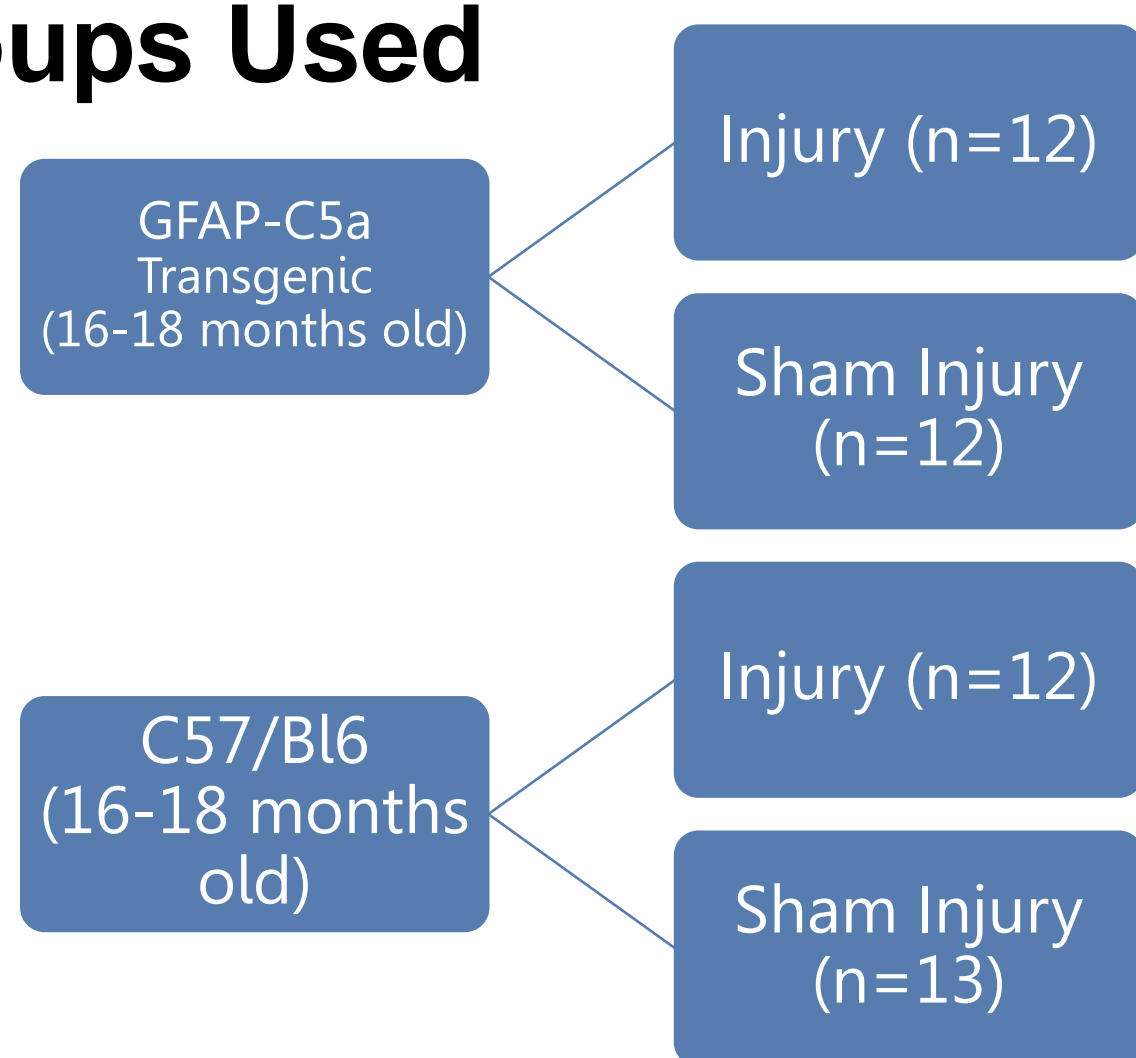 ups Used
GFAP-C5a
Transgenic
(16-18 months old)
Injury (n=12)
Sham Injury
(n=12)
C57/Bl6
(16-18 months
old)
Injury (n=12)
Sham Injury
(n=13)